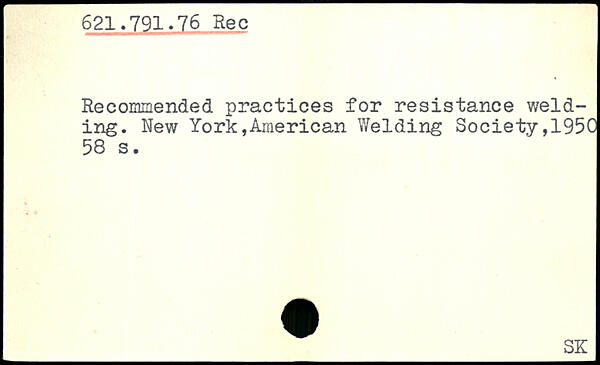 621.791.76 Rec
Recommended practices for resistance weld-
ing. New York,American Welding Society,1950
58 s.
SK